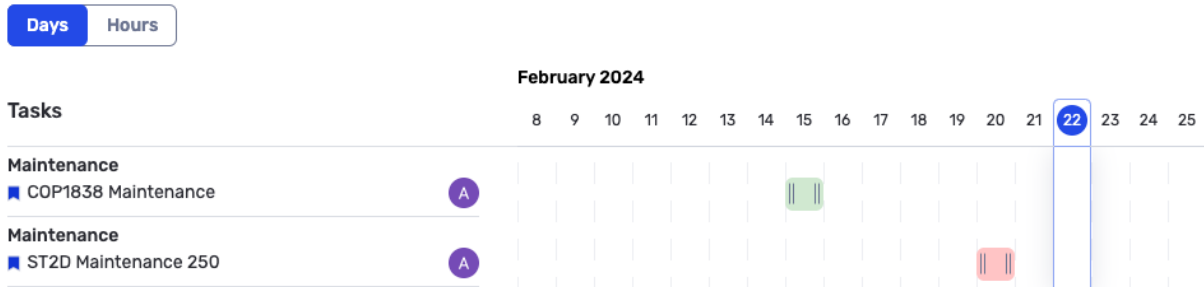 Days Hours
February 2024
Tasks
8 9 10 11 12 13 14 15 16 17 18 19 20 21 22 23 24 25
Maintenance
COP1838 Maintenance A
Maintenance
ST2D Maintenance 250 A